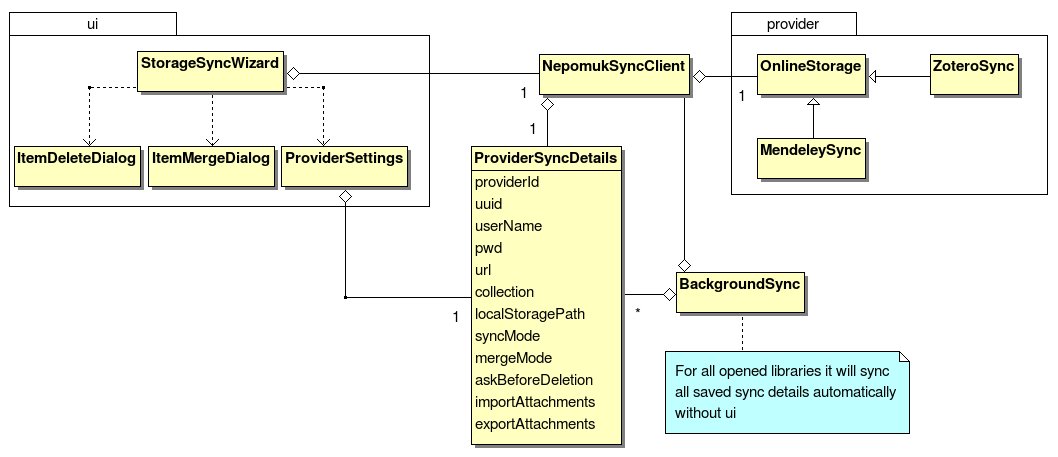 ui
provider
StorageSyncWizard
NepomukSyncClient
OnlineStorage
ZoteroSync
1
1
1
ItemDeleteDialog
ItemMergeDialog
ProviderSettings
ProviderSyncDetails
MendeleySync
providerId
uuid
userName
pwd
url
collection
localStoragePath
syncMode
mergeMode
askBeforeDeletion
importAttachments
exportAttachments
BackgroundSync
1
*
For all opened libraries it will sync
all saved sync details automatically
without ui